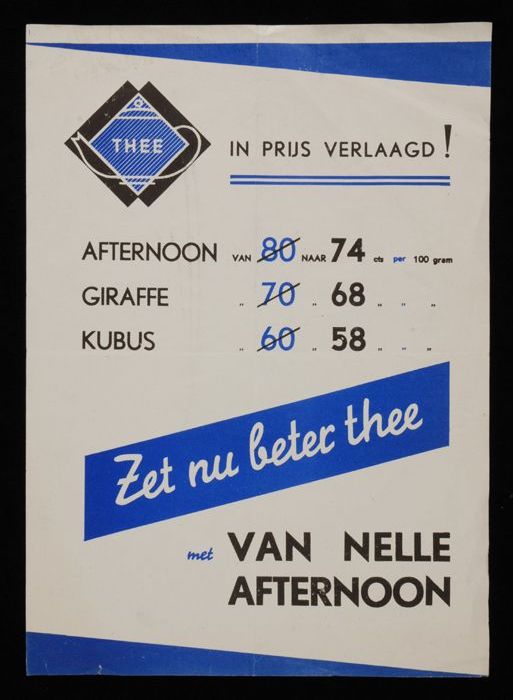 THEE
IN PRIJS VERLAAGD!
AFTERNOON VAN 80 NAAR 74 cts per 100 gram
GIRAFFE „ 70 „ 68 „ „ „
KUBUS „ 60 „ 58 „ „ „
Zet nu beter thee
met VAN NELLE
AFTERNOON